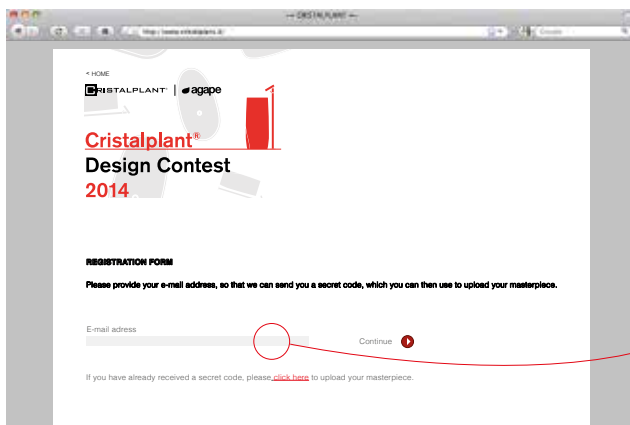 — CRISTALPLANT —
Google
< HOME
CRISTALPLANT® | agape
Cristalplant®
Design Contest
2014
REGISTRATION FORM
Please provide your e-mail address, so that we can send you a secret code, which you can then use to upload your masterpiece.
E-mail adress
Continue
If you have already received a secret code, please click here to upload your masterpiece.